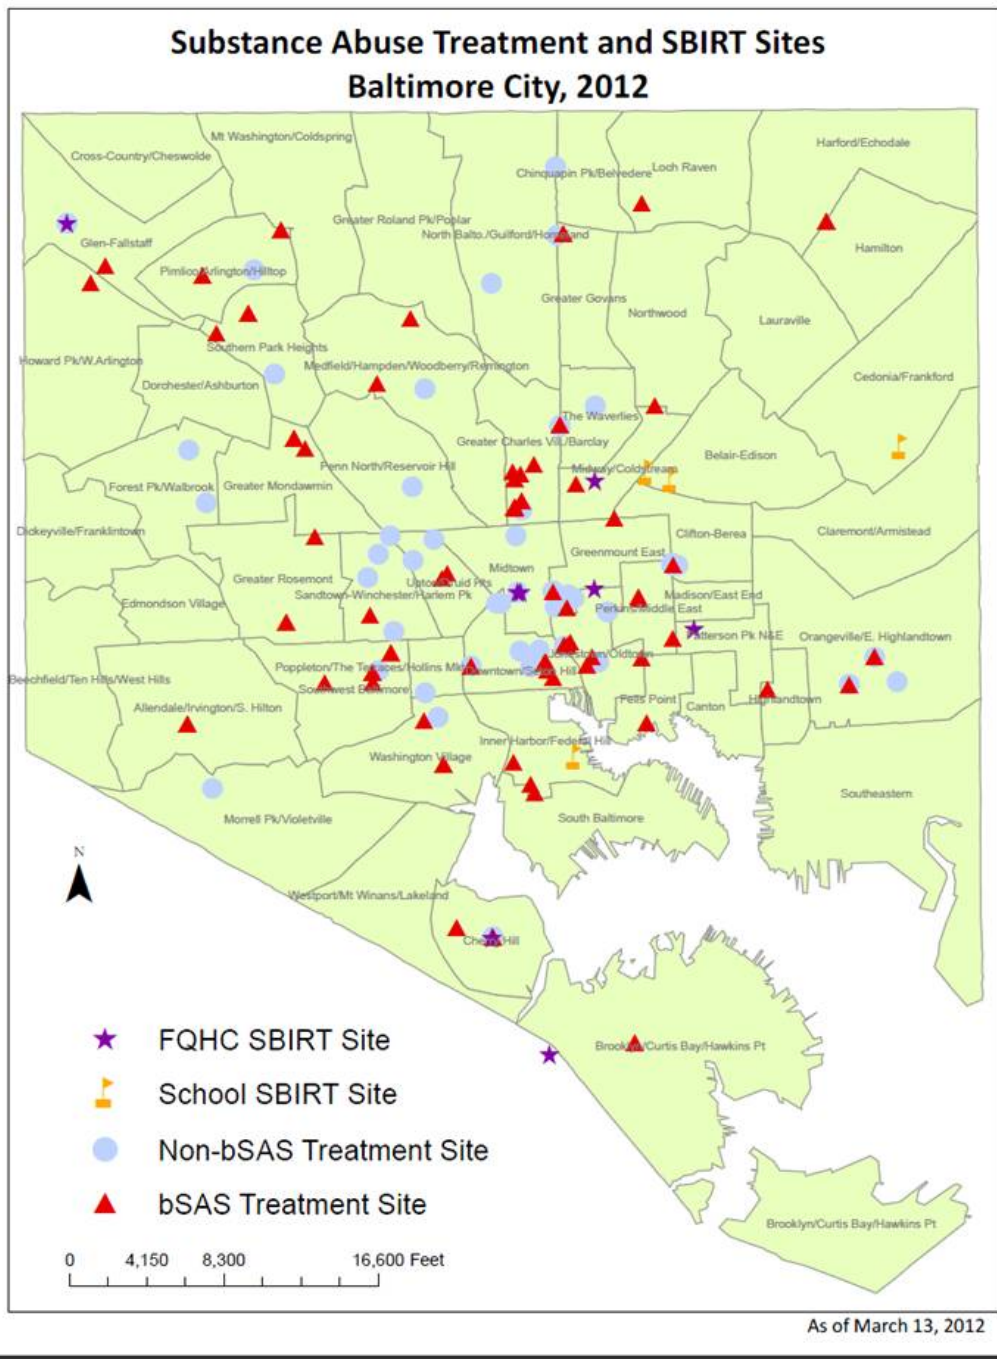 Substance Abuse Treatment and SBIRT Sites
Baltimore City, 2012
Mt Washington/Coldspring
Harford/Echodale
Cross-Country/Cheswolde
Chinquapin Pk/Belvedere
Loch Raven
Greater Roland Pk/Poplar
North Balto./Guilford/Homeland
Glen-Fallstaff
Hamilton
Pimlico/Arlington/Hilltop
Greater Govans
Northwood
Lauraville
Southern Park Heights
Howard Pk/W.Arlington
Medfield/Hampden/Woodberry/Remington
Dorchester/Ashburton
Cedonia/Frankford
The Waverlies
Greater Charles Vill./Barclay
Belair-Edison
Penn North/Reservoir Hill
Midway/Coldstream
Forest Pk/Walbrook
Greater Mondawmin
Dickeyville/Franklintown
Clifton-Berea
Claremont/Armistead
Greenmount East
Midtown
Greater Rosemont
Upton/Druid Hts
Sandtown-Winchester/Harlem Pk
Madison/East End
Edmondson Village
Perkins/Middle East
Patterson Pk N&E
Orangeville/E. Highlandtown
Jonestown/Oldtown
Poppleton/The Terraces/Hollins Mkt
Downtown/Seton Hill
Beechfield/Ten Hills/West Hills
Southwest Baltimore
Fells Point
Highlandtown
Canton
Allendale/Irvington/S. Hilton
Inner Harbor/Federal Hill
Washington Village
Southeastern
Morrell Pk/Violetville
South Baltimore
N
Westport/Mt Winans/Lakeland
Cherry Hill
FQHC SBIRT Site
Brooklyn/Curtis Bay/Hawkins Pt
School SBIRT Site
Non-bSAS Treatment Site
bSAS Treatment Site
Brooklyn/Curtis Bay/Hawkins Pt
0 4,150 8,300 16,600 Feet
As of March 13, 2012